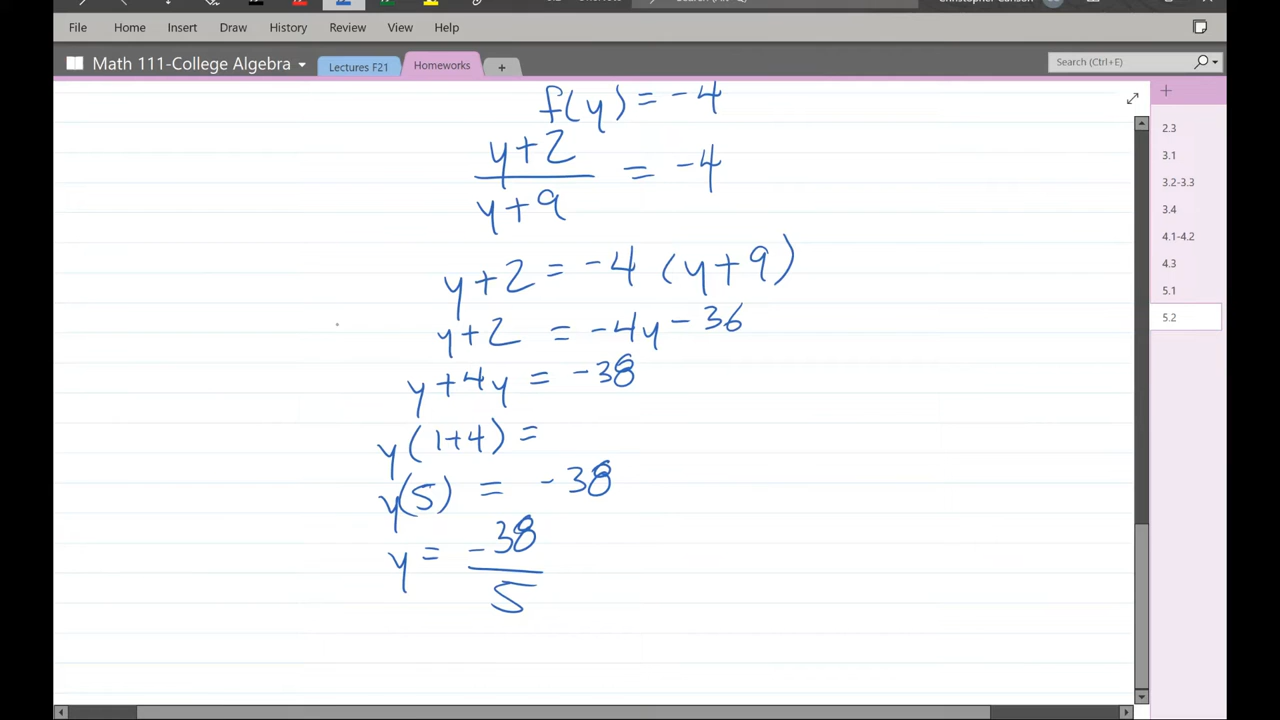 File Home Insert Draw History Review View Help
Math 111-College Algebra Lectures F21 Homeworks + Search (Ctrl+E)
f(y) = -4
y+2
y+9 = -4
y+2 = -4 (y+9)
y+2 = -4y - 36
y+4y = -38
y(1+4) =
y(5) = -38
y = -38
5
2.3
3.1
3.2-3.3
3.4
4.1-4.2
4.3
5.1
5.2